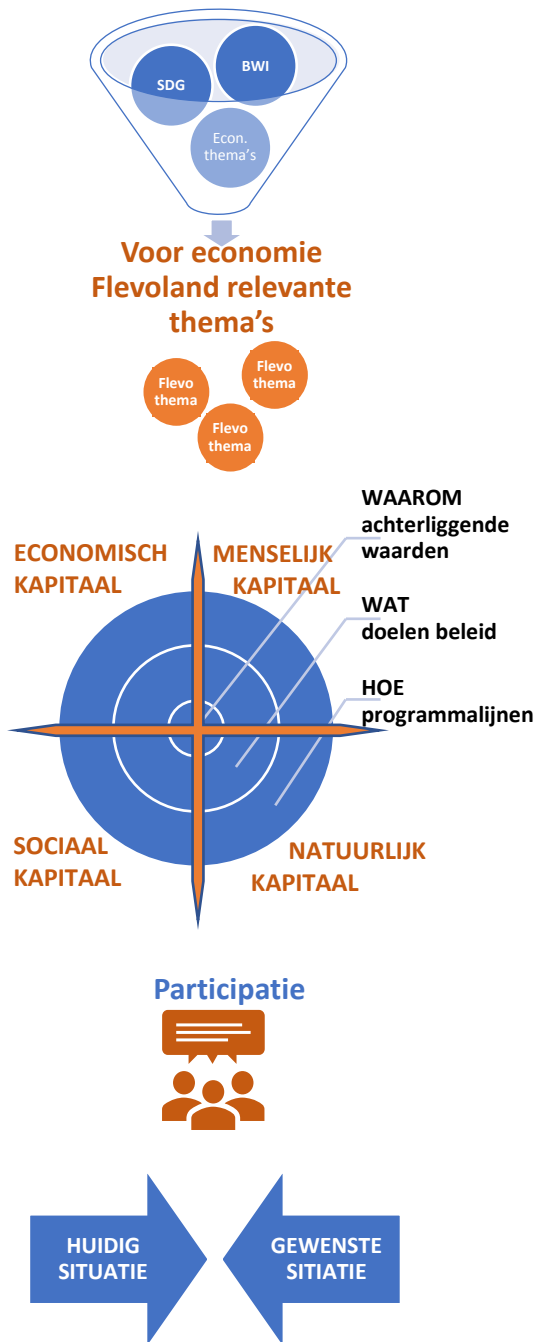 SDG
BWI
Econ.
thema's
Voor economie
Flevoland relevante
thema's
Flevo
thema
Flevo
thema
Flevo
thema
WAAROM
achterliggende
waarden
ECONOMISCH
KAPITAAL
MENSELIJK
KAPITAAL
WAT
doelen beleid
HOE
programmalijnen
SOCIAAL
KAPITAAL
NATUURLIJK
KAPITAAL
Participatie
HUIDIG
SITUATIE
GEWENSTE
SITIATIE